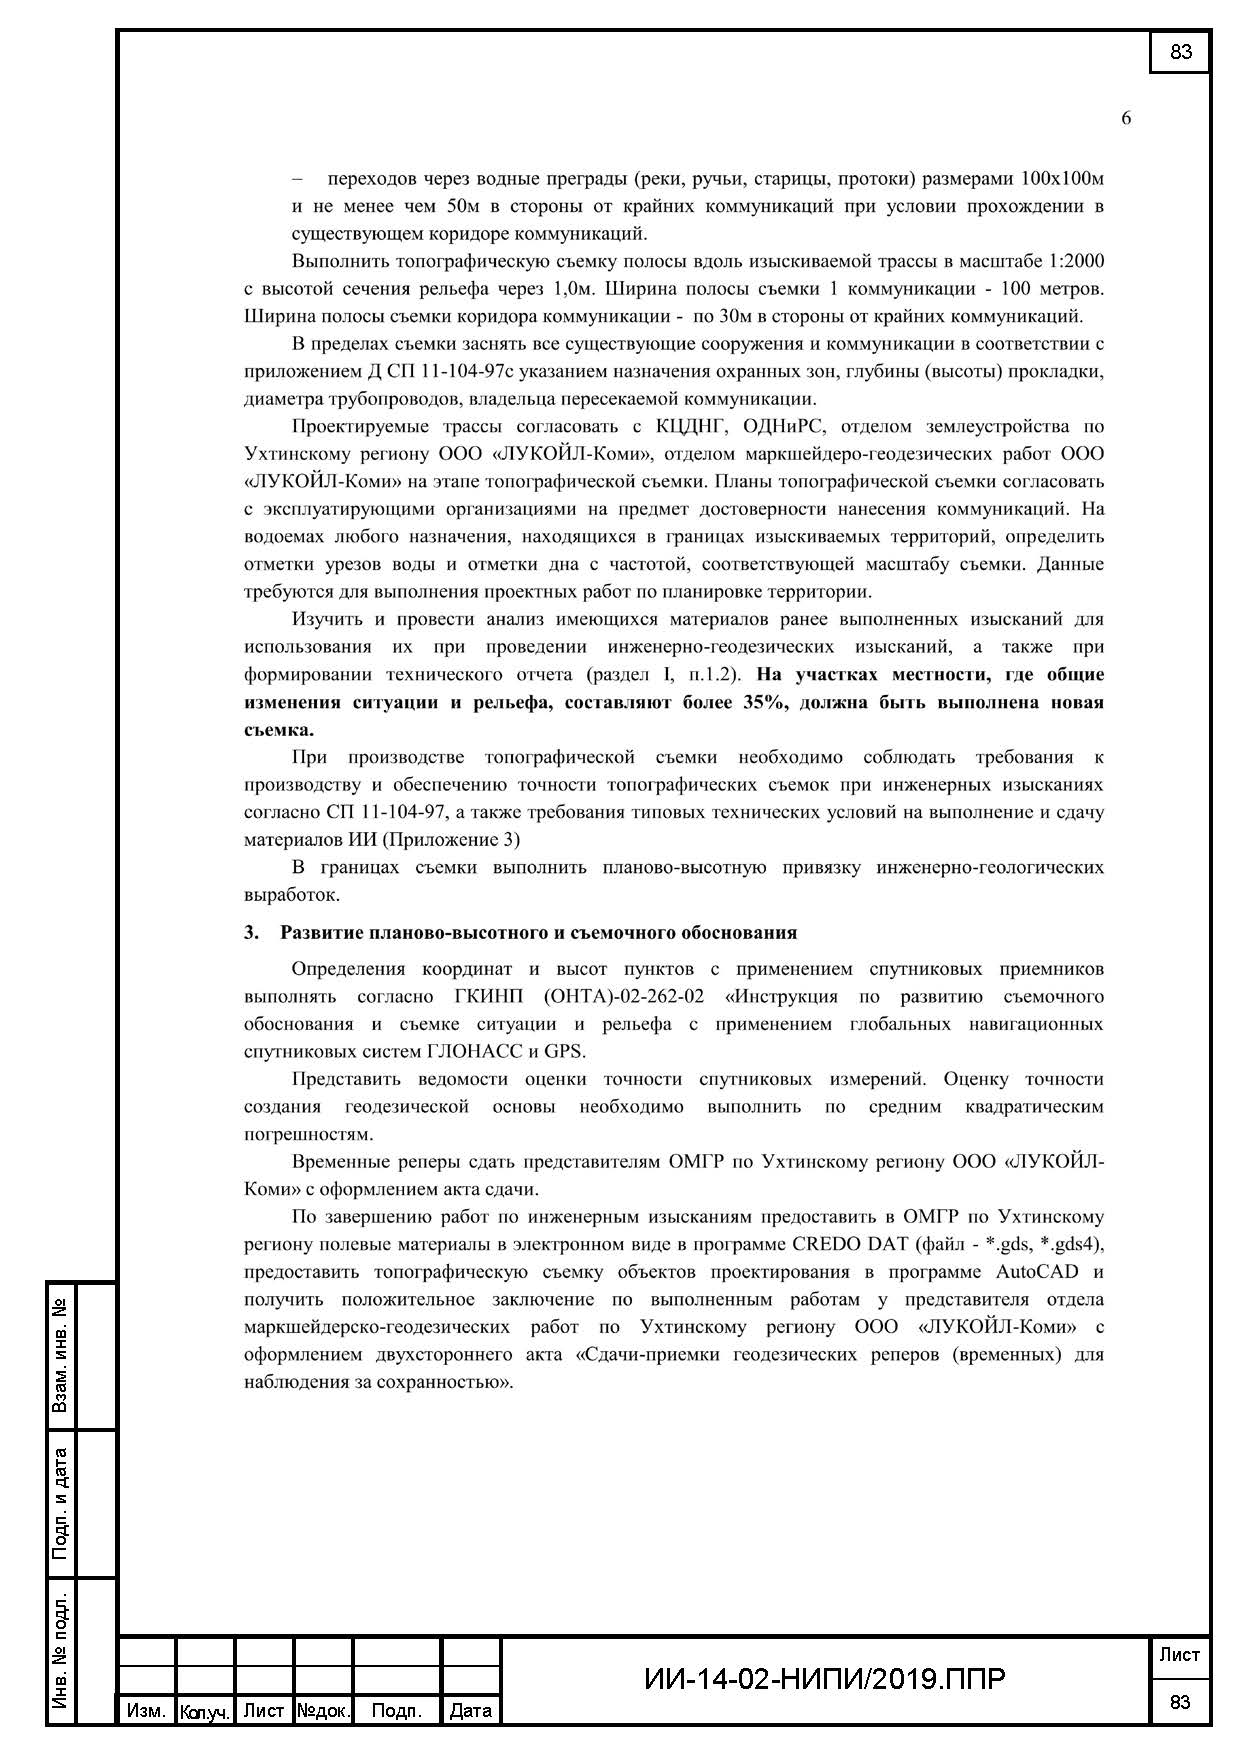 83
6
– переходов через водные преграды (реки, ручьи, старицы, протоки) размерами 100х100м
и не менее чем 50м в стороны от крайних коммуникаций при условии прохождении в
существующем коридоре коммуникаций.
Выполнить топографическую съемку полосы вдоль изыскиваемой трассы в масштабе 1:2000
с высотой сечения рельефа через 1,0м. Ширина полосы съемки 1 коммуникации - 100 метров.
Ширина полосы съемки коридора коммуникации - по 30м в стороны от крайних коммуникаций.
В пределах съемки заснять все существующие сооружения и коммуникации в соответствии с
приложением Д СП 11-104-97с указанием назначения охранных зон, глубины (высоты) прокладки,
диаметра трубопроводов, владельца пересекаемой коммуникации.
Проектируемые трассы согласовать с КЦДНГ, ОДНиРС, отделом землеустройства по
Ухтинскому региону ООО «ЛУКОЙЛ-Коми», отделом маркшейдеро-геодезических работ ООО
«ЛУКОЙЛ-Коми» на этапе топографической съемки. Планы топографической съемки согласовать
с эксплуатирующими организациями на предмет достоверности нанесения коммуникаций. На
водоемах любого назначения, находящихся в границах изыскиваемых территорий, определить
отметки урезов воды и отметки дна с частотой, соответствующей масштабу съемки. Данные
требуются для выполнения проектных работ по планировке территории.
Изучить и провести анализ имеющихся материалов ранее выполненных изысканий для
использования их при проведении инженерно-геодезических изысканий, а также при
формировании технического отчета (раздел I, п.1.2). На участках местности, где общие
изменения ситуации и рельефа, составляют более 35%, должна быть выполнена новая
съемка.
При производстве топографической съемки необходимо соблюдать требования к
производству и обеспечению точности топографических съемок при инженерных изысканиях
согласно СП 11-104-97, а также требования типовых технических условий на выполнение и сдачу
материалов ИИ (Приложение 3)
В границах съемки выполнить планово-высотную привязку инженерно-геологических
выработок.
3. Развитие планово-высотного и съемочного обоснования
Определения координат и высот пунктов с применением спутниковых приемников
выполнять согласно ГКИНП (ОНТА)-02-262-02 «Инструкция по развитию съемочного
обоснования и съемке ситуации и рельефа с применением глобальных навигационных
спутниковых систем ГЛОНАСС и GPS.
Представить ведомости оценки точности спутниковых измерений. Оценку точности
создания геодезической основы необходимо выполнить по средним квадратическим
погрешностям.
Временные реперы сдать представителям ОМГР по Ухтинскому региону ООО «ЛУКОЙЛ-
Коми» с оформлением акта сдачи.
По завершению работ по инженерным изысканиям предоставить в ОМГР по Ухтинскому
региону полевые материалы в электронном виде в программе CREDO DAT (файл - *.gds, *.gds4),
предоставить топографическую съемку объектов проектирования в программе AutoCAD и
получить положительное заключение по выполненным работам у представителя отдела
маркшейдерско-геодезических работ по Ухтинскому региону ООО «ЛУКОЙЛ-Коми» с
оформлением двухстороннего акта «Сдачи-приемки геодезических реперов (временных) для
наблюдения за сохранностью».
Взам. инв. №
Подп. и дата
Инв. № подл.
Изм. Кол.уч. Лист №док. Подп. Дата
ИИ-14-02-НИПИ/2019.ППР
Лист
83